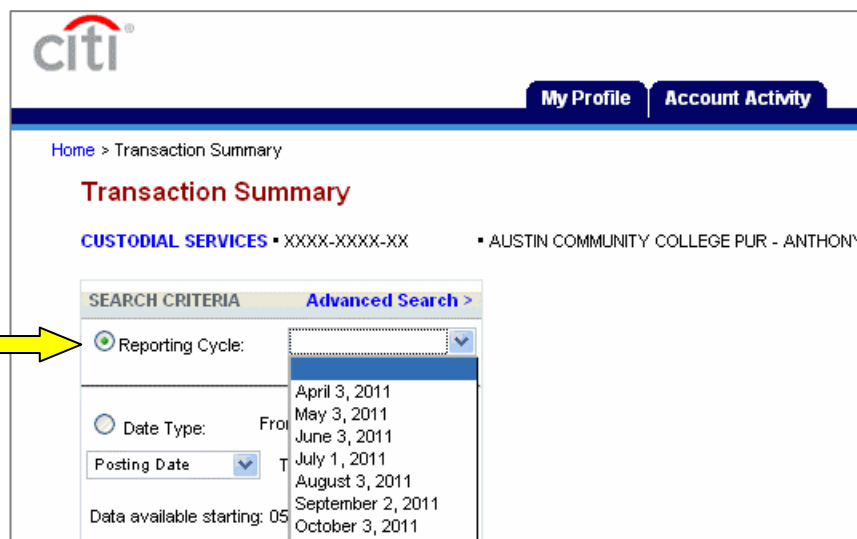 citi®
My Profile Account Activity
Home > Transaction Summary
Transaction Summary
CUSTODIAL SERVICES ▪ XXXX-XXXX-XX ▪ AUSTIN COMMUNITY COLLEGE PUR - ANTHONY
SEARCH CRITERIA Advanced Search >
Reporting Cycle:
April 3, 2011
May 3, 2011
June 3, 2011
July 1, 2011
August 3, 2011
September 2, 2011
October 3, 2011
Date Type: Fro
Posting Date T
Data available starting: 05